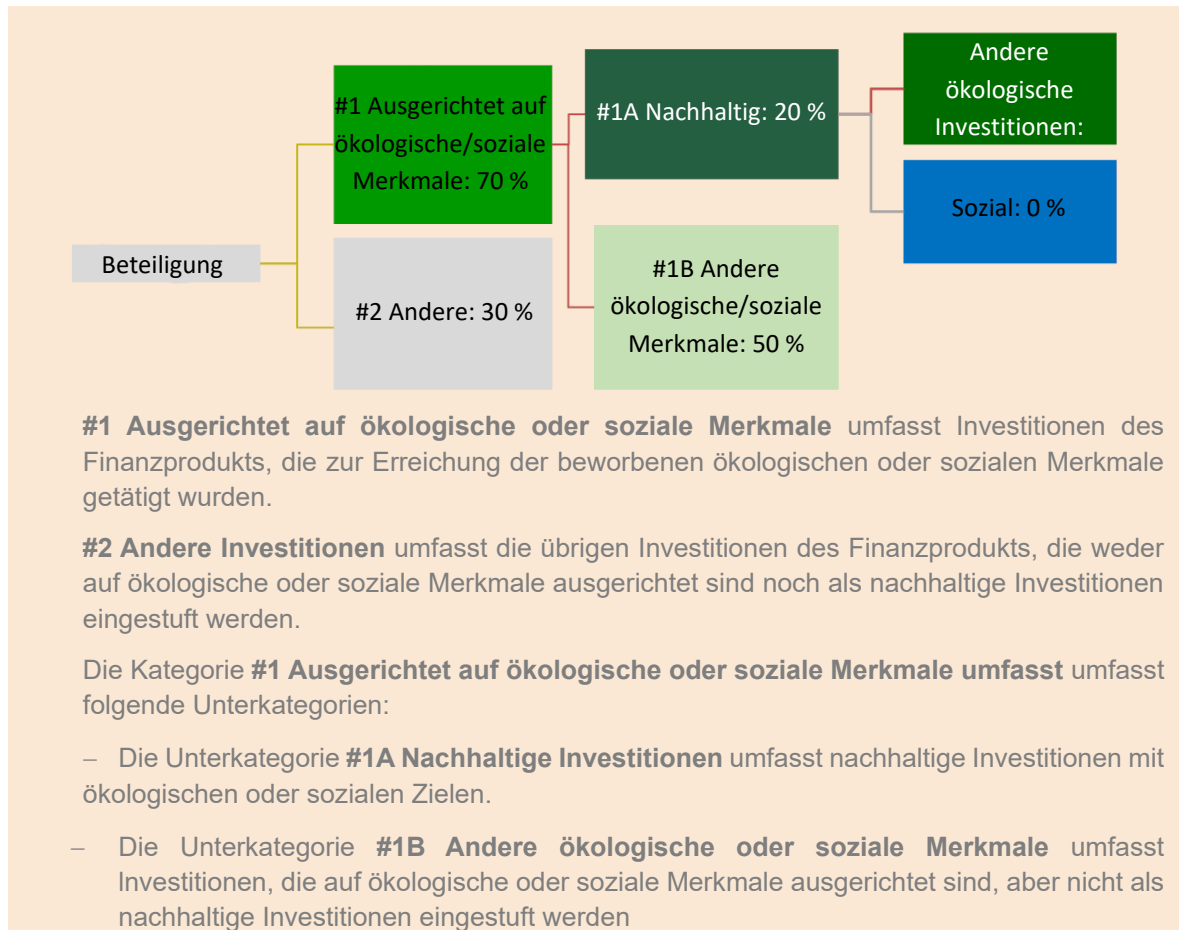 Beteiligung
#1 Ausgerichtet auf
ökologische/soziale
Merkmale: 70 %
#2 Andere: 30 %
#1A Nachhaltig: 20 %
#1B Andere
ökologische/soziale
Merkmale: 50 %
Andere
ökologische
Investitionen:
Sozial: 0 %
#1 Ausgerichtet auf ökologische oder soziale Merkmale umfasst Investitionen des
Finanzprodukts, die zur Erreichung der beworbenen ökologischen oder sozialen Merkmale
getätigt wurden.
#2 Andere Investitionen umfasst die übrigen Investitionen des Finanzprodukts, die weder
auf ökologische oder soziale Merkmale ausgerichtet sind noch als nachhaltige Investitionen
eingestuft werden.
Die Kategorie #1 Ausgerichtet auf ökologische oder soziale Merkmale umfasst umfasst
folgende Unterkategorien:
– Die Unterkategorie #1A Nachhaltige Investitionen umfasst nachhaltige Investitionen mit
ökologischen oder sozialen Zielen.
– Die Unterkategorie #1B Andere ökologische oder soziale Merkmale umfasst
Investitionen, die auf ökologische oder soziale Merkmale ausgerichtet sind, aber nicht als
nachhaltige Investitionen eingestuft werden